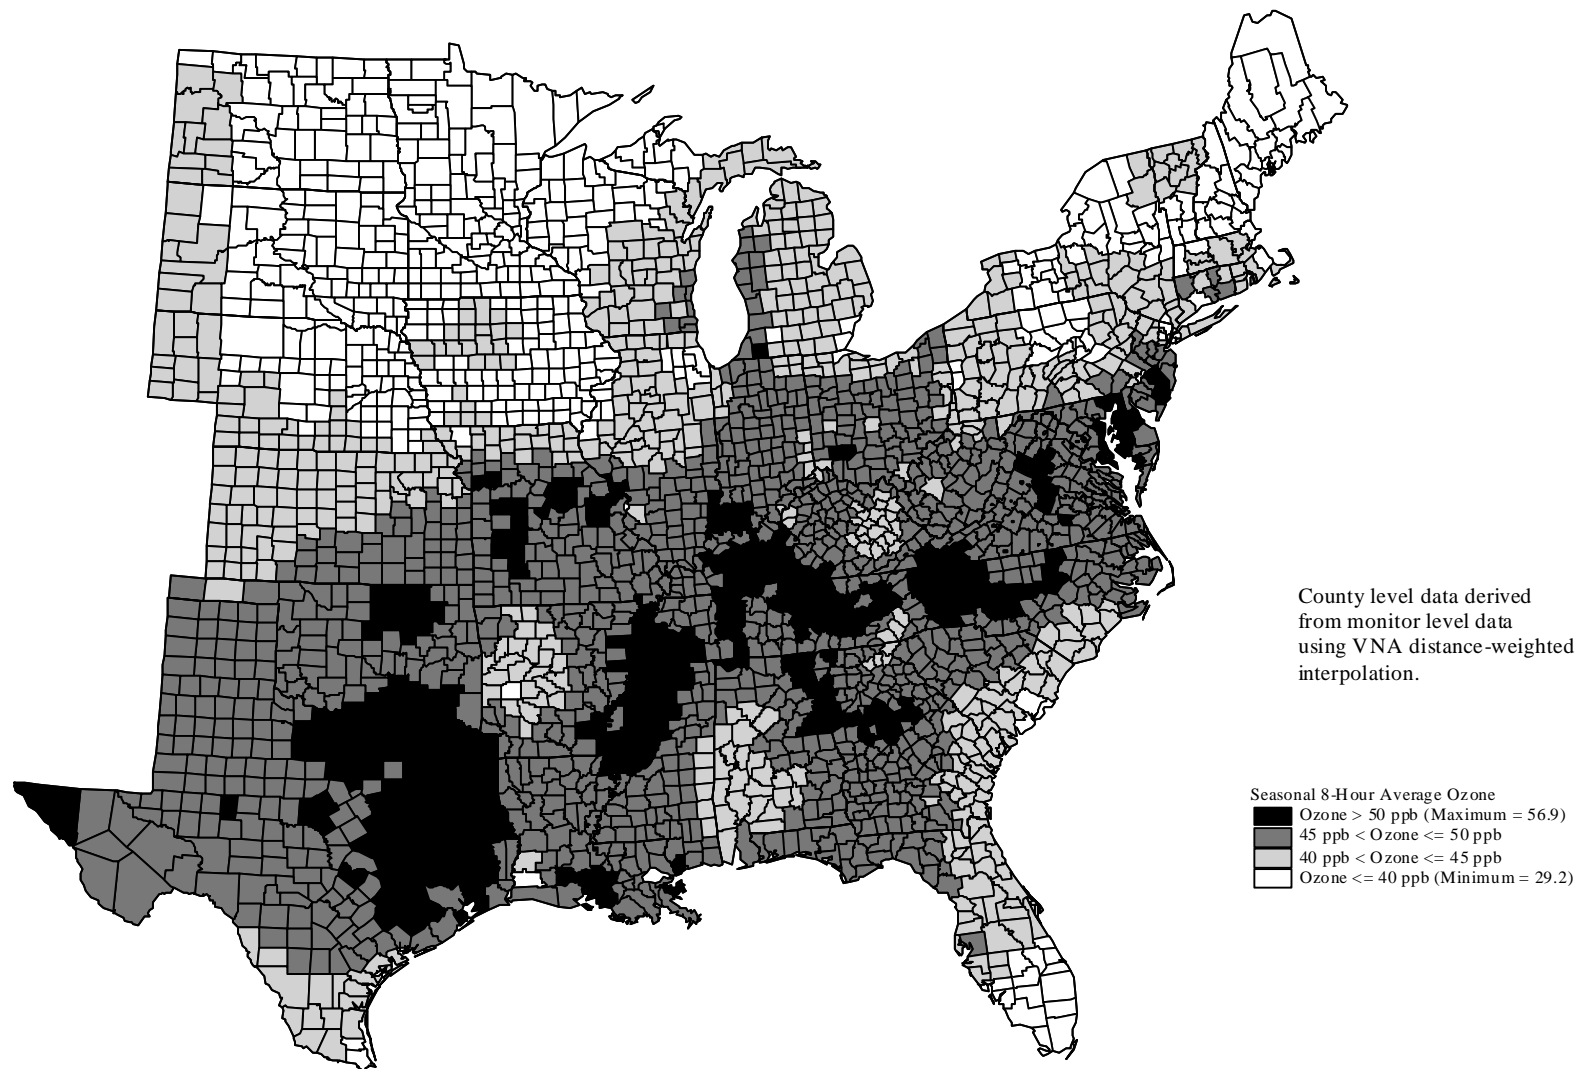 County level data derived
from monitor level data
using VNA distance-weighted
interpolation.
Seasonal 8-Hour Average Ozone
Ozone > 50 ppb (Maximum = 56.9)
45 ppb < Ozone <= 50 ppb
40 ppb < Ozone <= 45 ppb
Ozone <= 40 ppb (Minimum = 29.2)